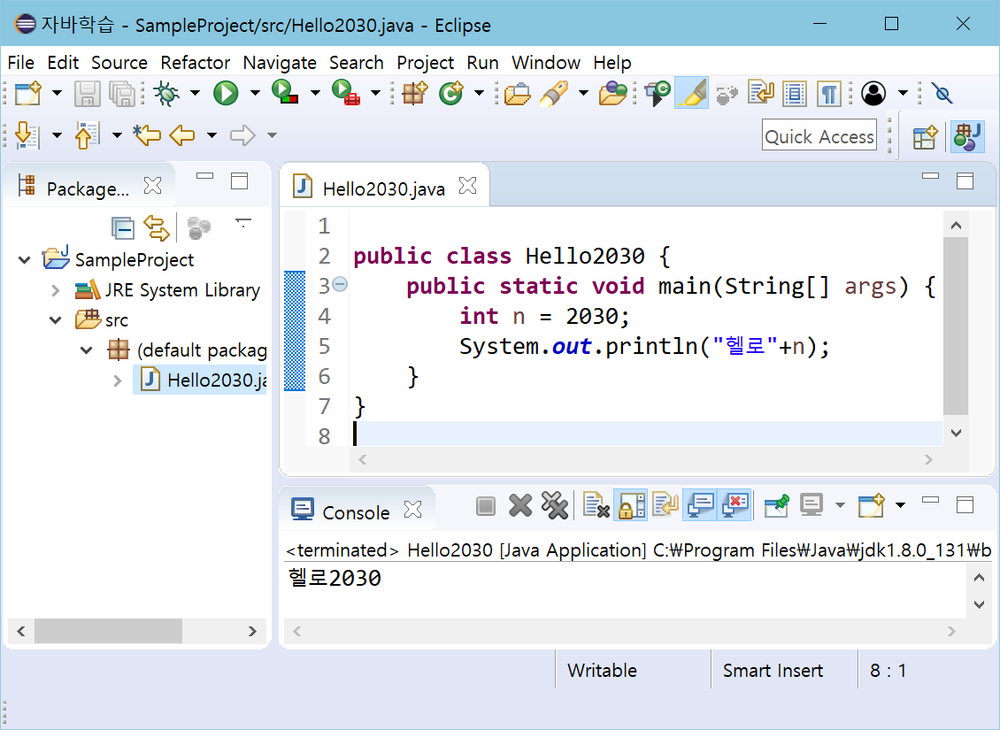 자바학습 - SampleProject/src/Hello2030.java - Eclipse
File Edit Source Refactor Navigate Search Project Run Window Help
Quick Access
Package...
SampleProject
JRE System Library
src
(default packag
Hello2030.ja
Hello2030.java
1
2 public class Hello2030 {
3 public static void main(String[] args) {
4 int n = 2030;
5 System.out.println("헬로"+n);
6 }
7 }
8
Console
<terminated> Hello2030 [Java Application] C:₩Program Files₩Java₩jdk1.8.0_131₩b
헬로2030
Writable Smart Insert 8 : 1